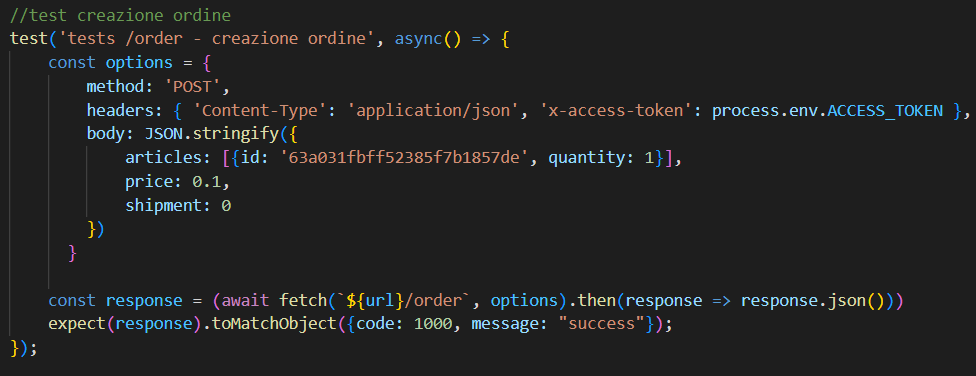 //test creazione ordine
test('tests /order - creazione ordine', async() => {
    const options = {
        method: 'POST',
        headers: { 'Content-Type': 'application/json', 'x-access-token': process.env.ACCESS_TOKEN },
        body: JSON.stringify({
            articles: [{id: '63a031fbff52385f7b1857de', quantity: 1}],
            price: 0.1,
            shipment: 0
        })
      }
    const response = (await fetch(`${url}/order`, options).then(response => response.json()))
    expect(response).toMatchObject({code: 1000, message: "success"});
});